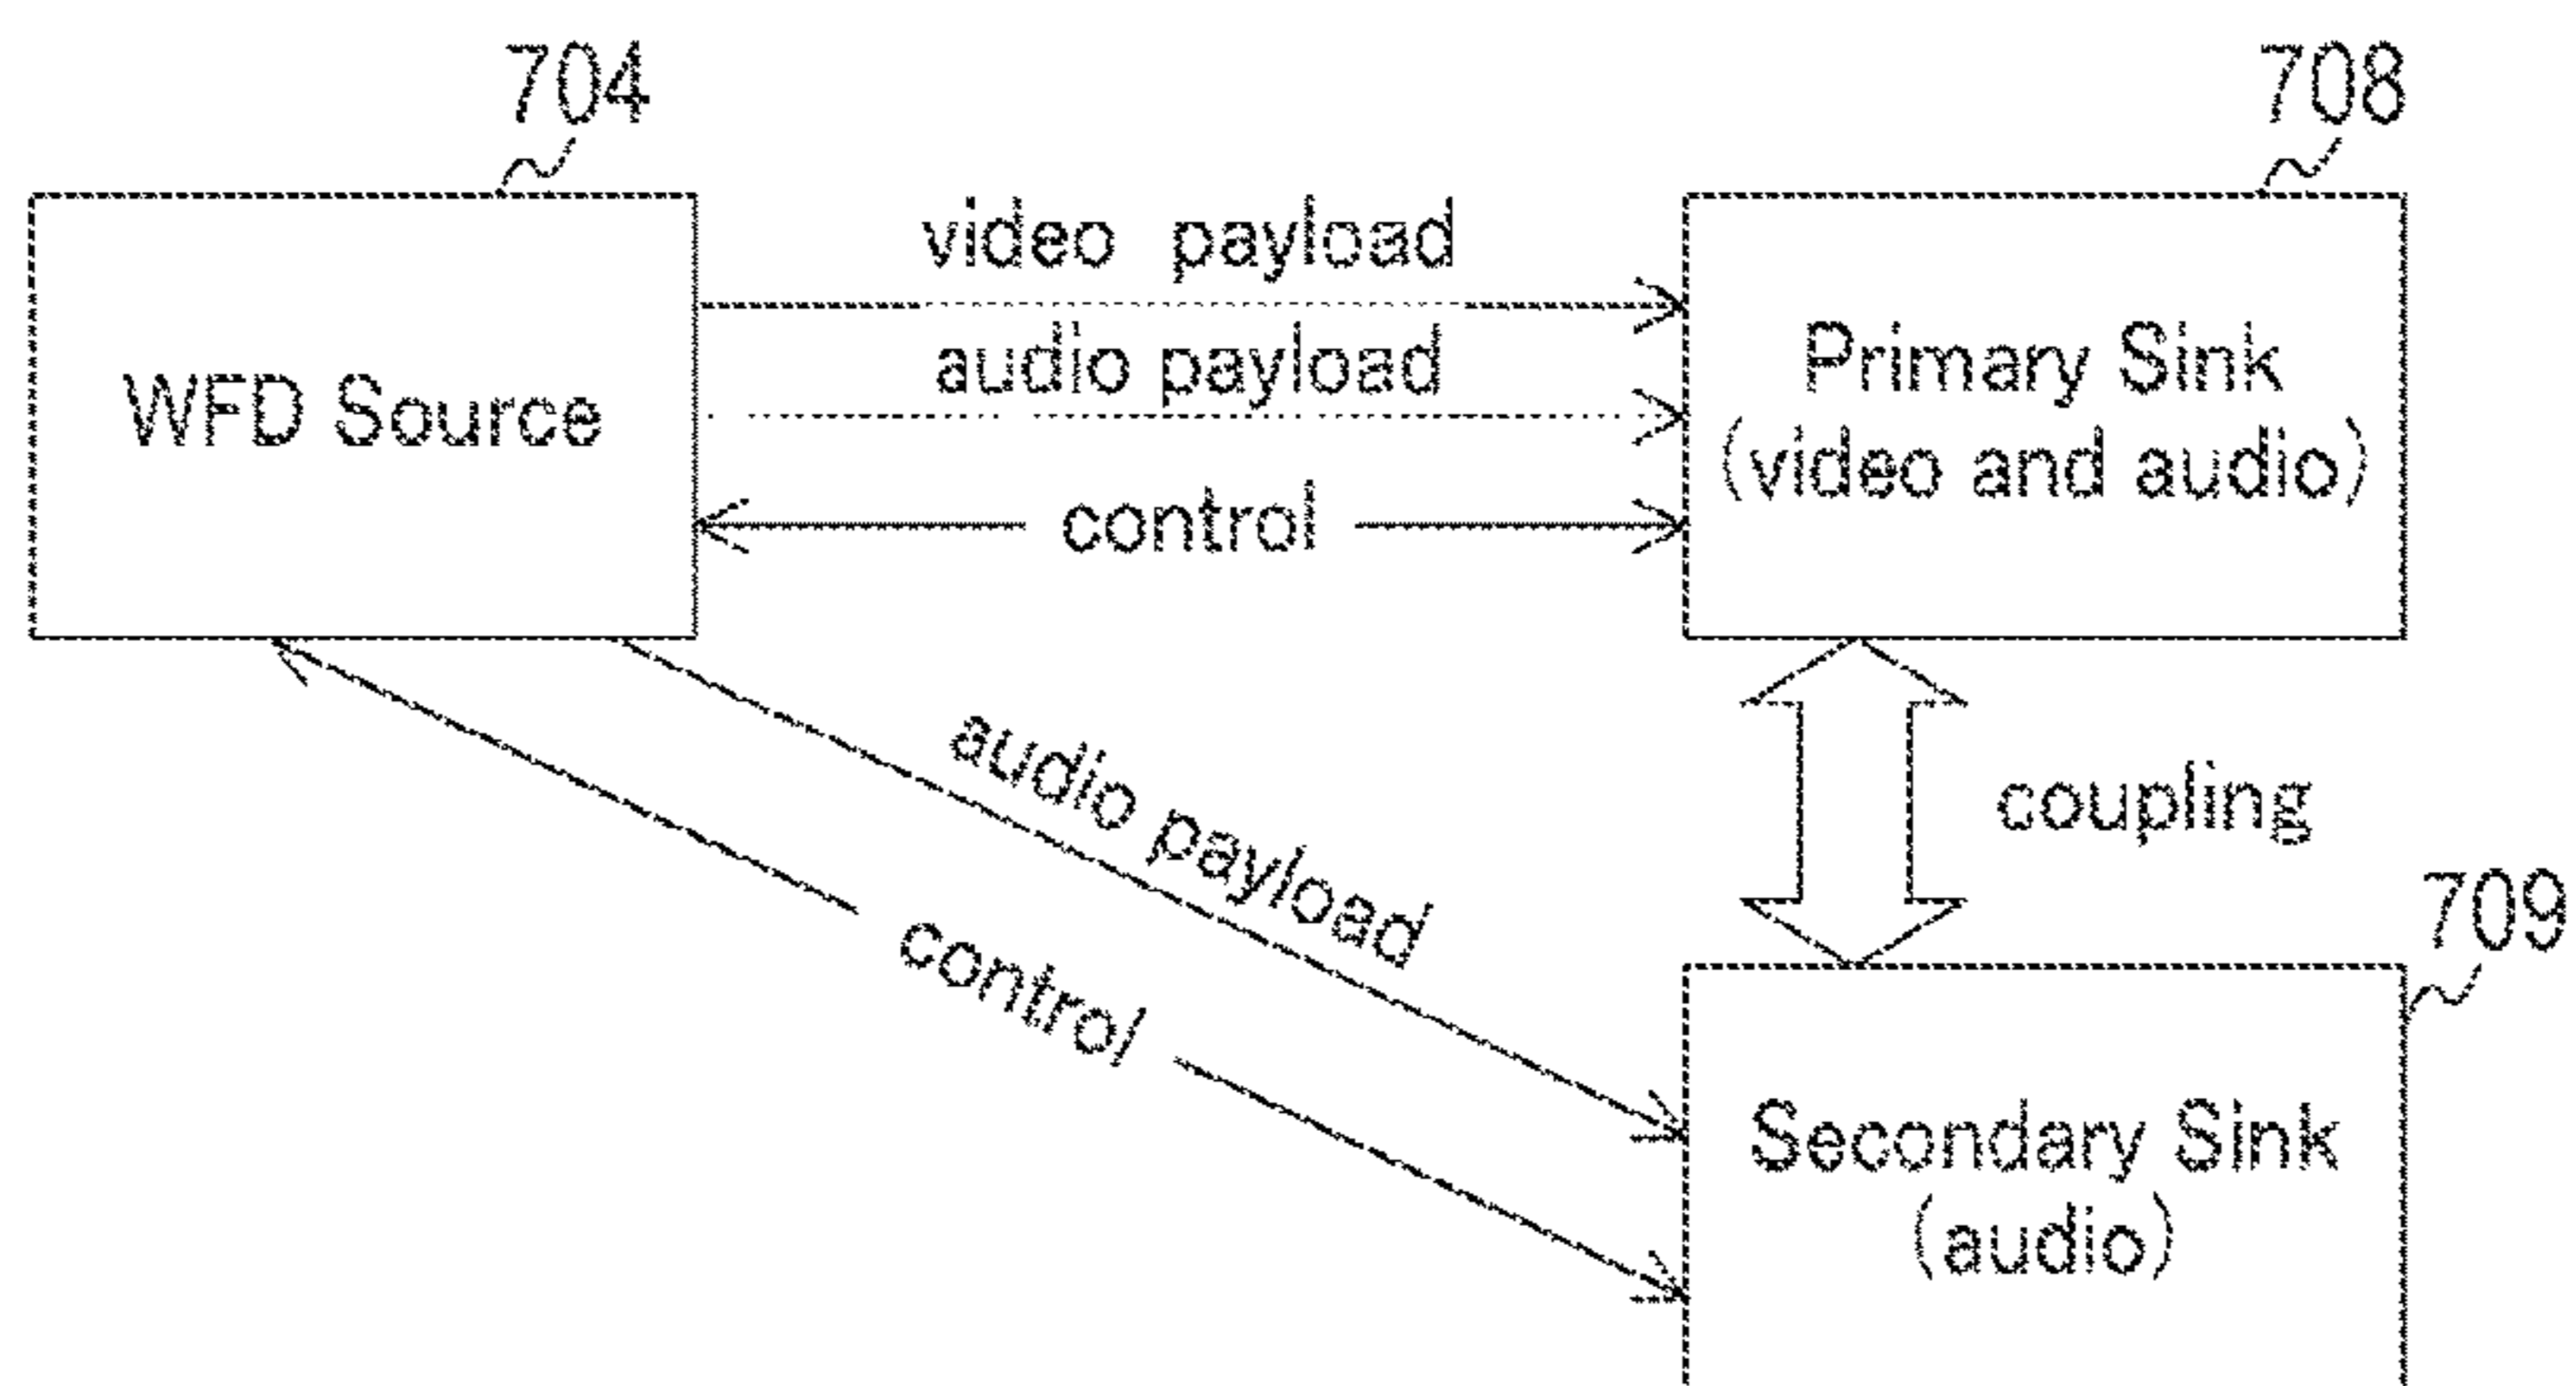 704
708
video payload
audio payload
WFD Source
Primary Sink
(video and audio)
control
audio payload
coupling
control
709
Secondary Sink
(audio)